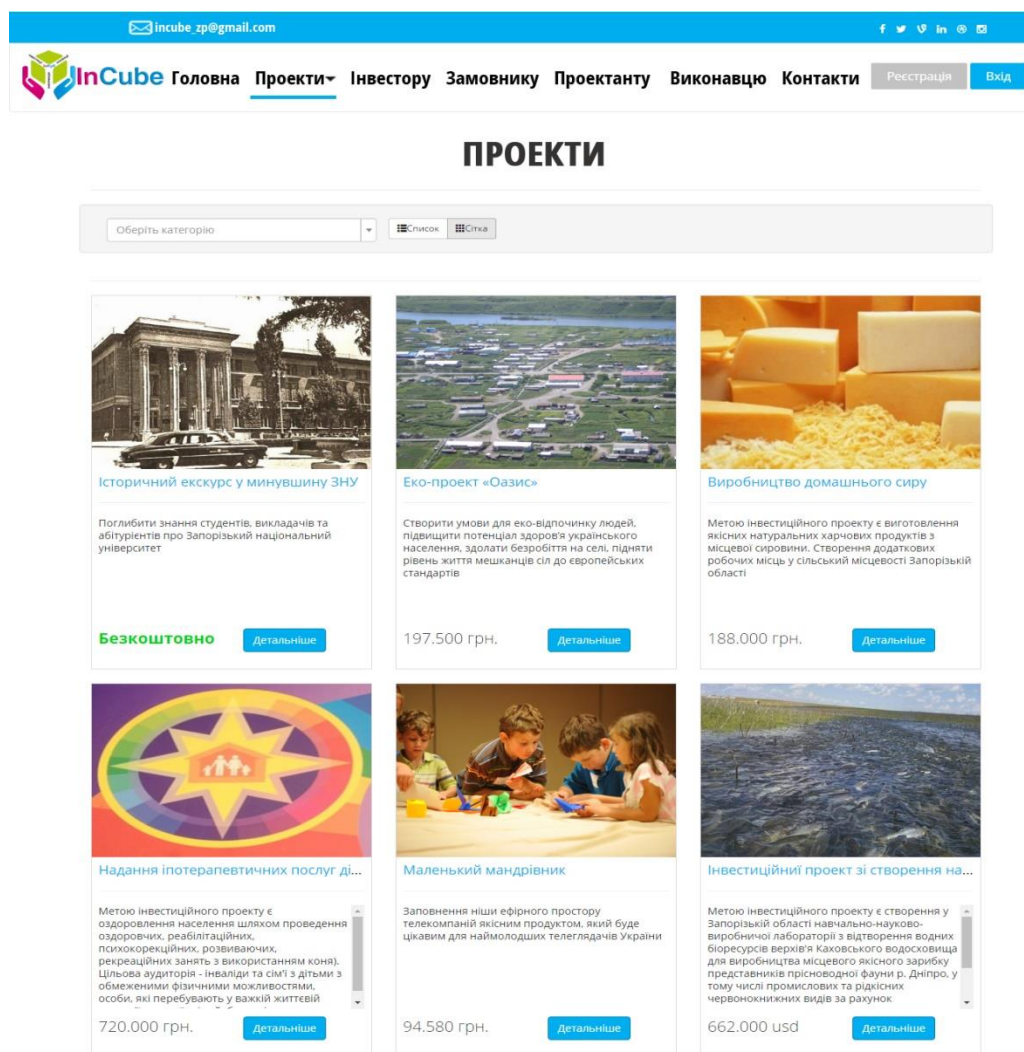 incube_zp@gmail.com
InCube Головна Проекти Інвестору Замовнику Проектанту Виконавцю Контакти Реєстрація Вхід
ПРОЕКТИ
Оберіть категорію Список Сітка
Історичний екскурс у минувшину ЗНУ
Поглибити знання студентів, викладачів та
абітурієнтів про Запорізький національний
університет
Безкоштовно Детальніше
Еко-проект «Оазис»
Створити умови для еко-відпочинку людей,
підвищити потенціал здоров'я українського
населення, здолати безробіття на селі, підняти
рівень життя мешканців сіл до європейських
стандартів
197.500 грн. Детальніше
Виробництво домашнього сиру
Метою інвестиційного проекту є виготовлення
якісних натуральних харчових продуктів з
місцевої сировини. Створення додаткових
робочих місць у сільський місцевості Запорізькій
області
188.000 грн. Детальніше
Надання іпотерапевтичних послуг ді...
Метою інвестиційного проекту є
оздоровлення населення шляхом проведення
оздоровчих, реабілітаційних,
психокорекційних, розвиваючих,
рекреаційних занять з використанням коня).
Цільова аудиторія - інваліди та сім'ї з дітьми з
обмеженими фізичними можливостями,
особи, які перебувають у важкій життєвій
720.000 грн. Детальніше
Маленький мандрівник
Заповнення ніши ефірного простору
телекомпаній якісним продуктом, який буде
цікавим для наймолодших телеглядачів України
94.580 грн. Детальніше
Інвестиційниї проект зі створення на...
Метою інвестиційного проекту є створення у
Запорізькій області навчально-науково-
виробничої лабораторії з відтворення водних
біоресурсів верхів'я Каховського водосховища
для виробництва місцевого якісного зарибку
представників прісноводної фауни р. Дніпро, у
тому числі промислових та рідкісних
червонокнижних видів за рахунок
662.000 usd Детальніше